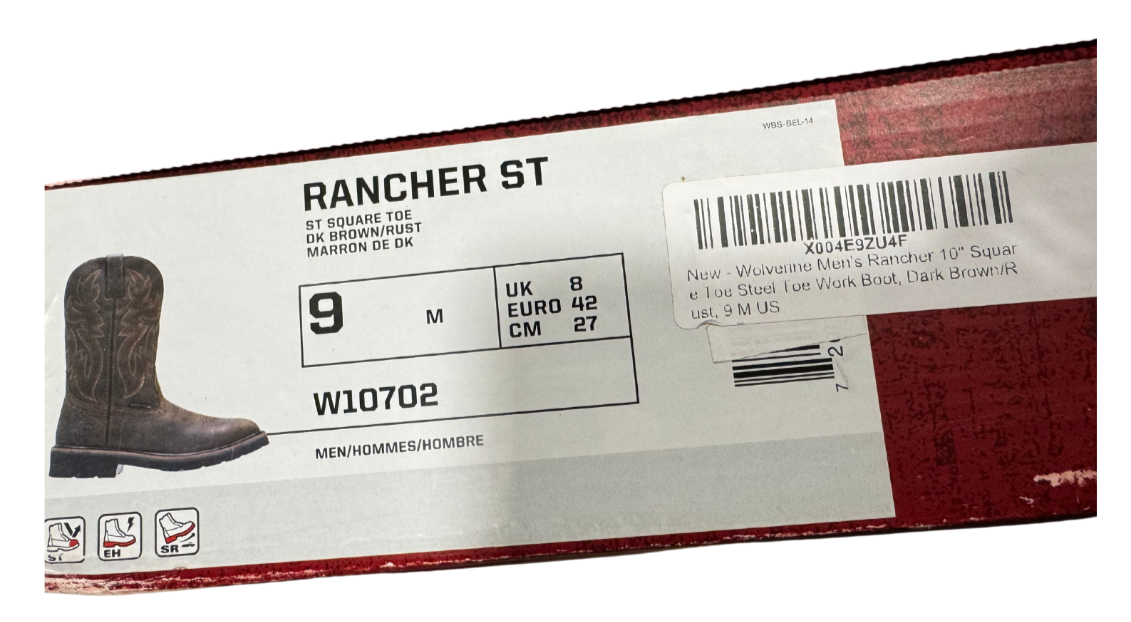 WBS-BEL-14
RANCHER ST
ST SQUARE TOE
DK BROWN/RUST
MARRON DE DK
9 M
UK 8
EURO 42
CM 27
W10702
MEN/HOMMES/HOMBRE
ST
EH
SR
X004E9ZU4F
New - Wolverine Men's Rancher 10" Squar
e Toe Steel Toe Work Boot, Dark Brown/R
ust, 9 M US
7 2